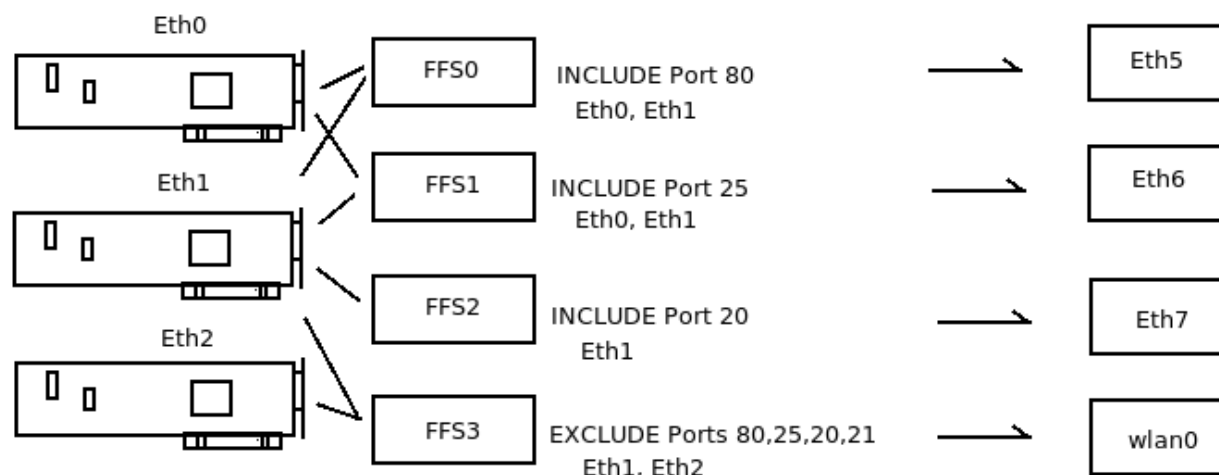 Eth0
FFS0
INCLUDE Port 80
Eth0, Eth1
Eth5
Eth1
FFS1
INCLUDE Port 25
Eth0, Eth1
Eth6
FFS2
INCLUDE Port 20
Eth1
Eth7
Eth2
FFS3
EXCLUDE Ports 80,25,20,21
Eth1, Eth2
wlan0